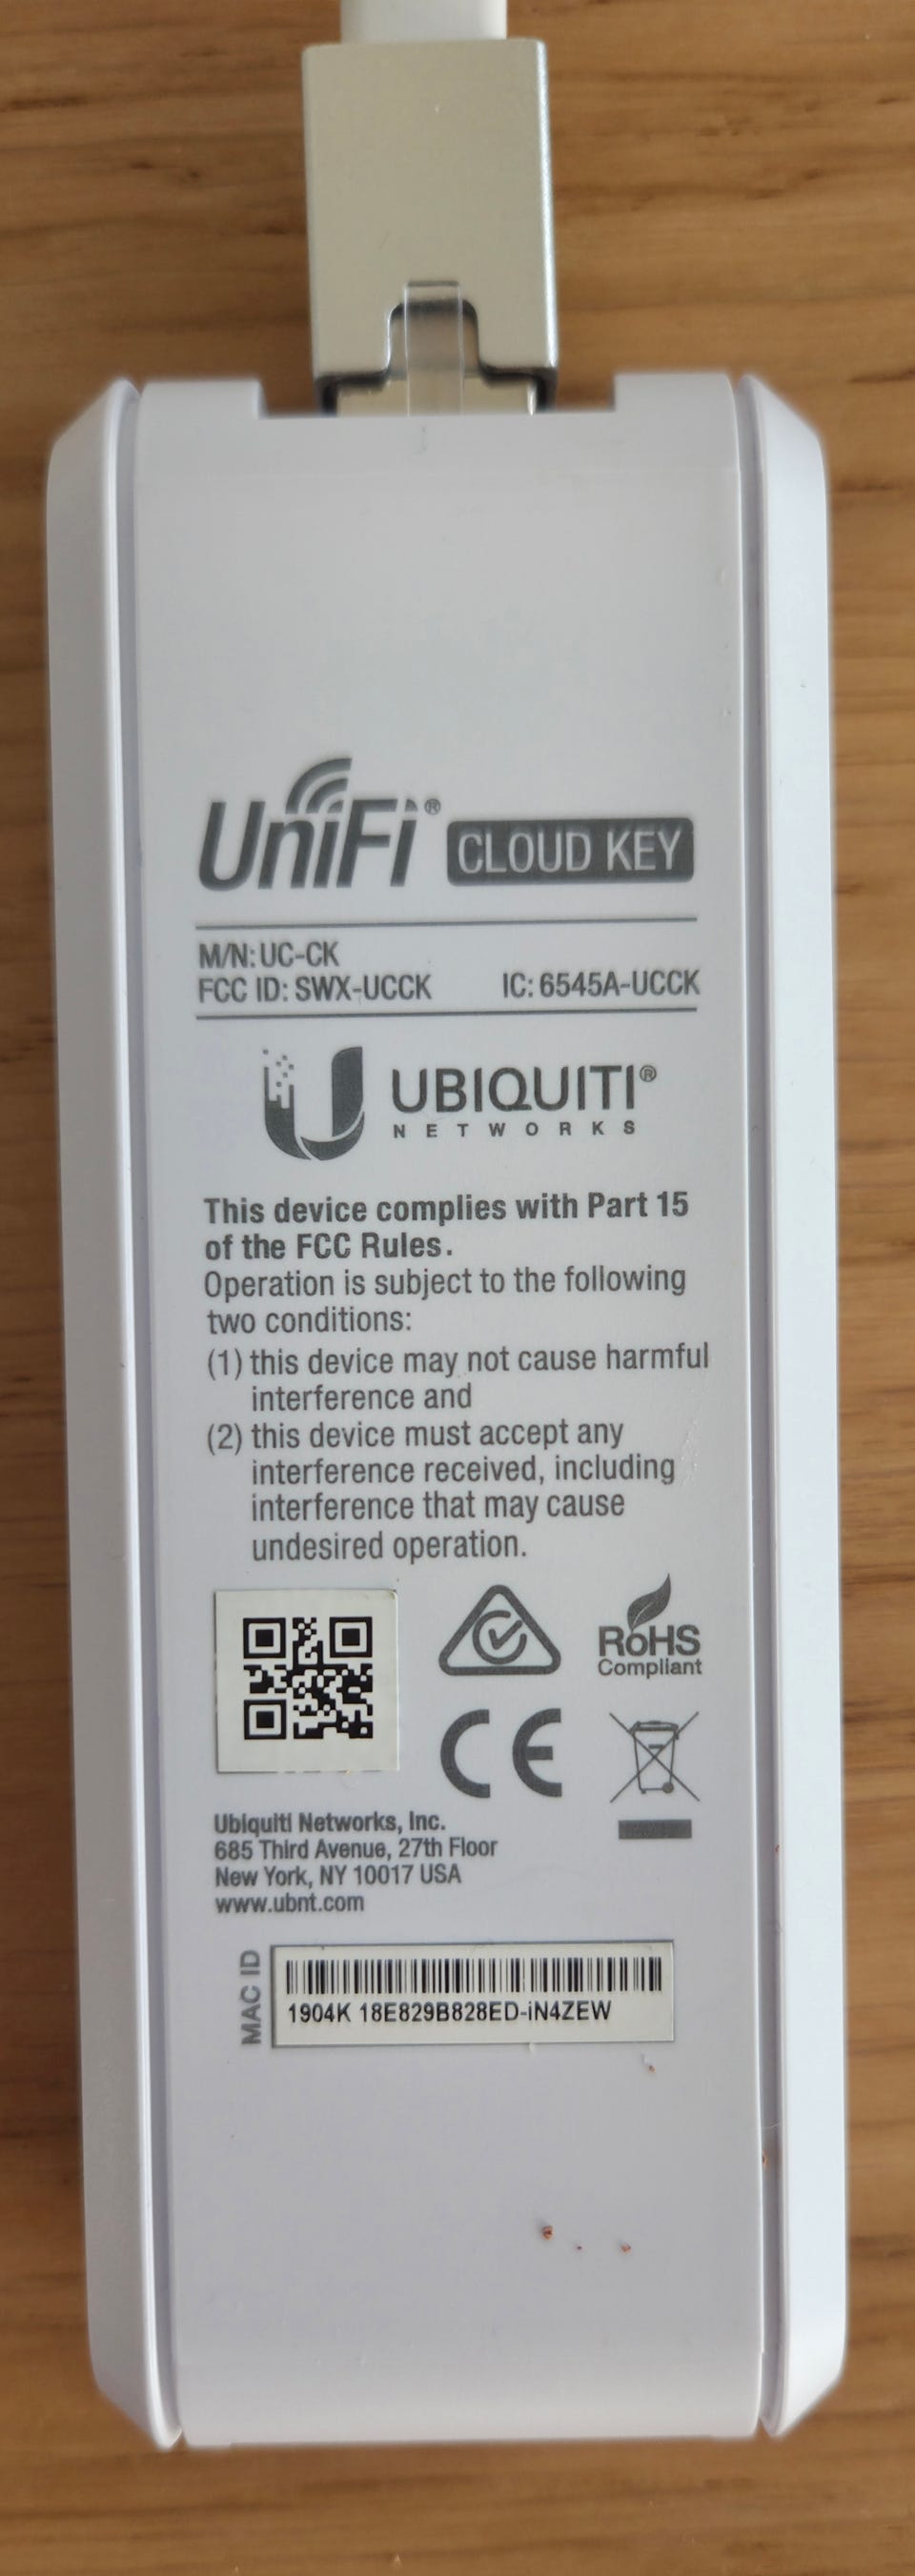 UniFi® CLOUD KEY
M/N: UC-CK
FCC ID: SWX-UCCK IC: 6545A-UCCK
UBIQUITI®
NETWORKS
This device complies with Part 15
of the FCC Rules.
Operation is subject to the following
two conditions:
(1) this device may not cause harmful
interference and
(2) this device must accept any
interference received, including
interference that may cause
undesired operation.
RoHS
Compliant
CE
Ubiquiti Networks, Inc.
685 Third Avenue, 27th Floor
New York, NY 10017 USA
www.ubnt.com
MAC ID
1904K 18E829B828ED-iN4ZEW